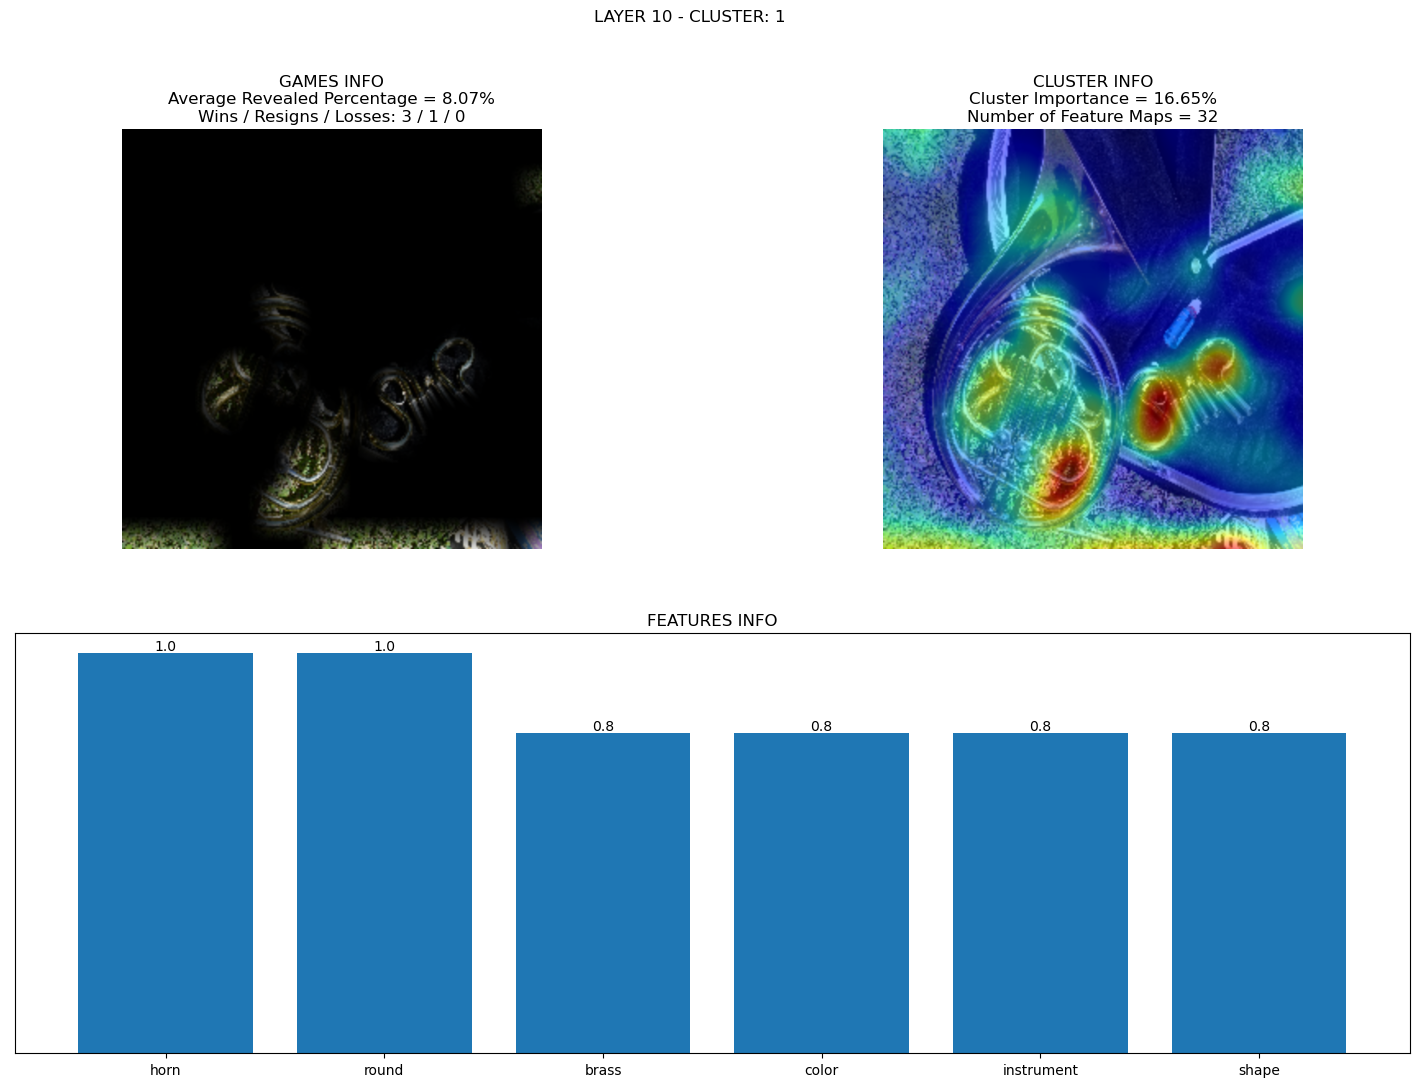 LAYER 10 - CLUSTER: 1
GAMES INFO
Average Revealed Percentage = 8.07%
Wins / Resigns / Losses: 3 / 1 / 0
CLUSTER INFO
Cluster Importance = 16.65%
Number of Feature Maps = 32
FEATURES INFO
1.0 1.0 0.8 0.8 0.8 0.8
horn round brass color instrument shape